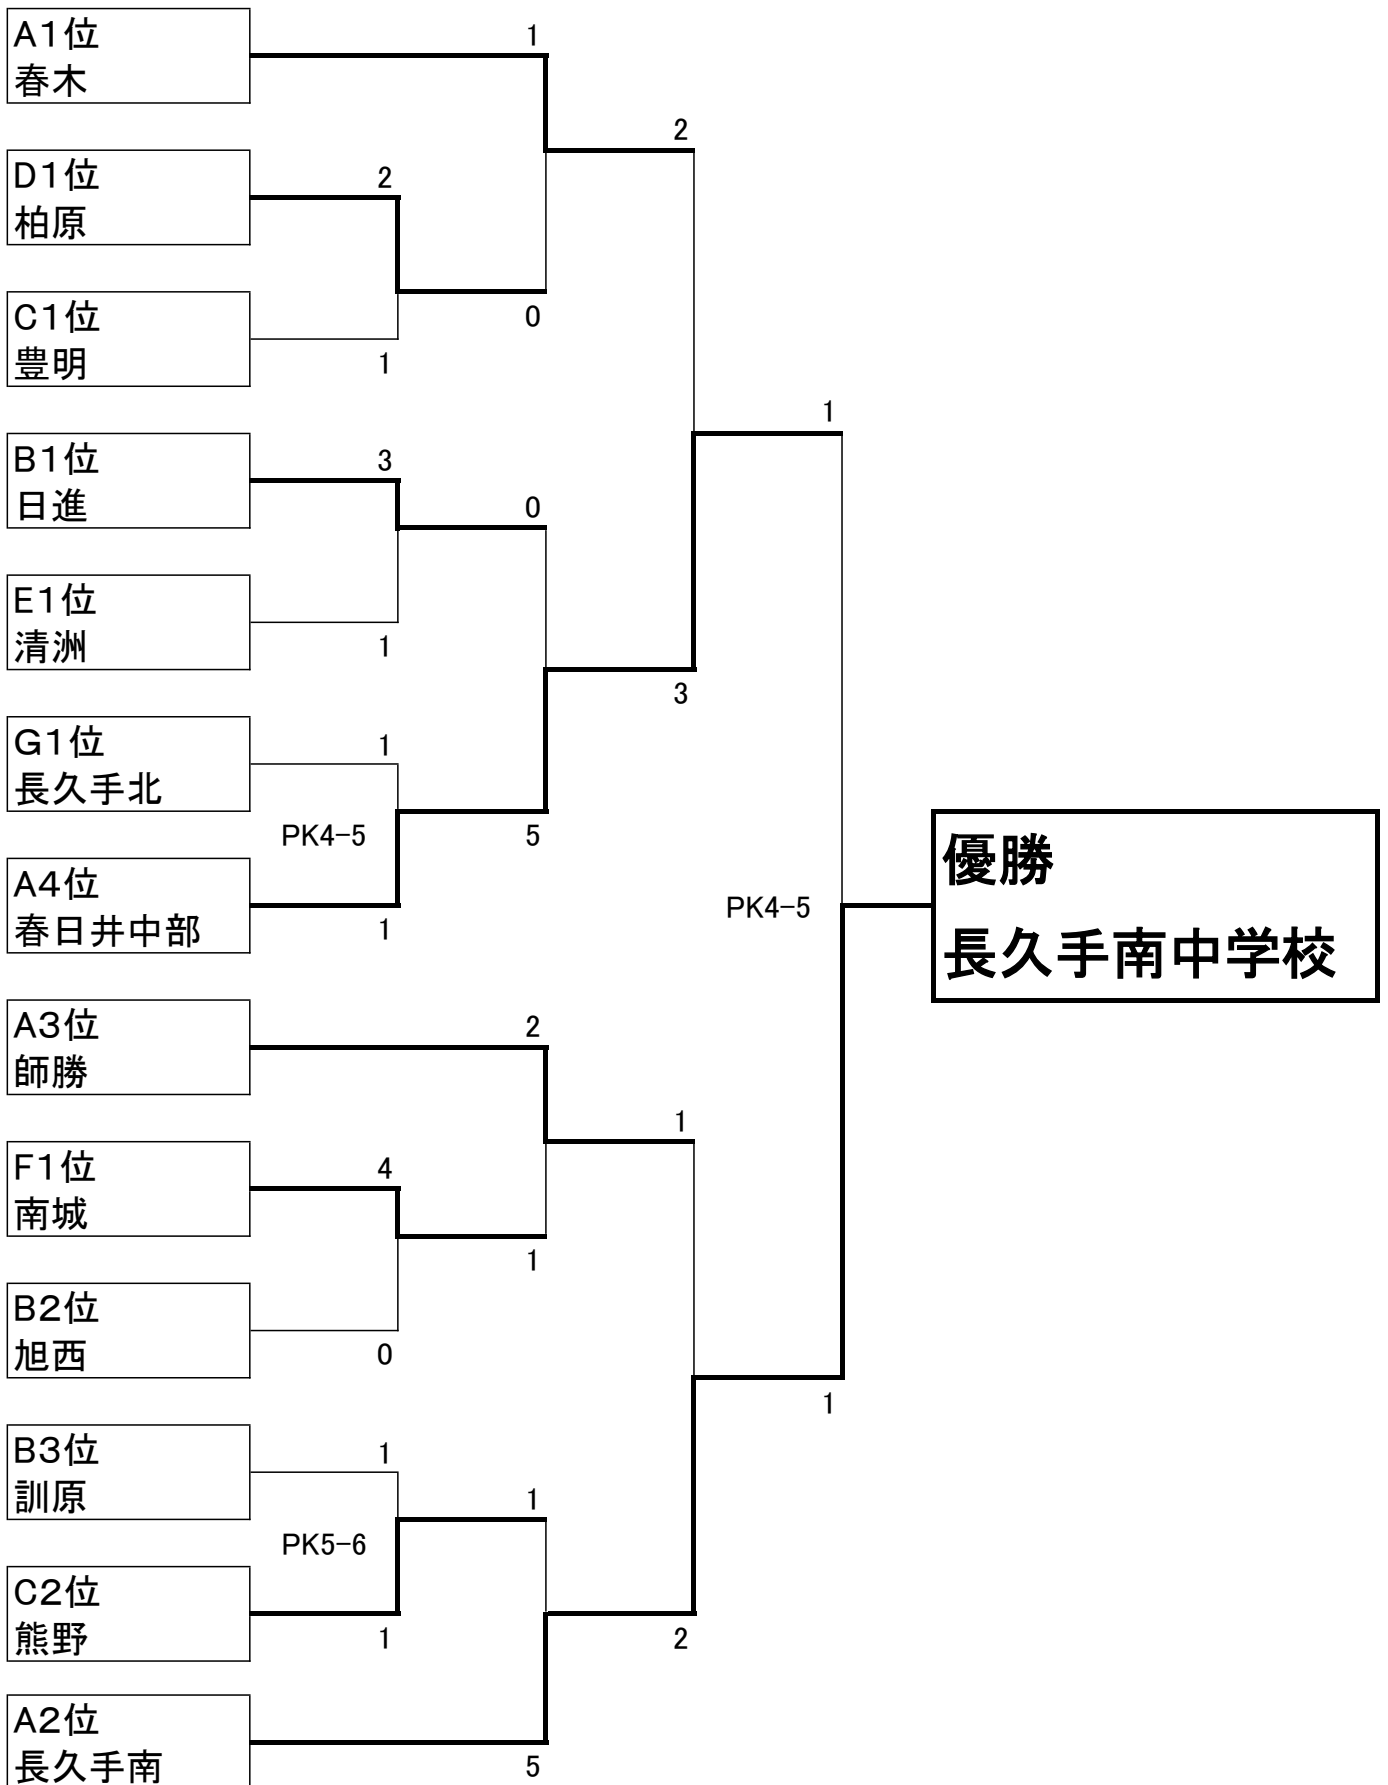 A1位
春木
1
2
D1位
柏原
2
C1位
豊明
0
1
1
B1位
日進
3
0
E1位
清洲
1
3
G1位
長久手北
1
PK4-5
5
A4位
春日井中部
1
PK4-5
優勝
長久手南中学校
A3位
師勝
2
1
F1位
南城
4
1
B2位
旭西
0
1
B3位
訓原
1
1
PK5-6
C2位
熊野
1
2
A2位
長久手南
5